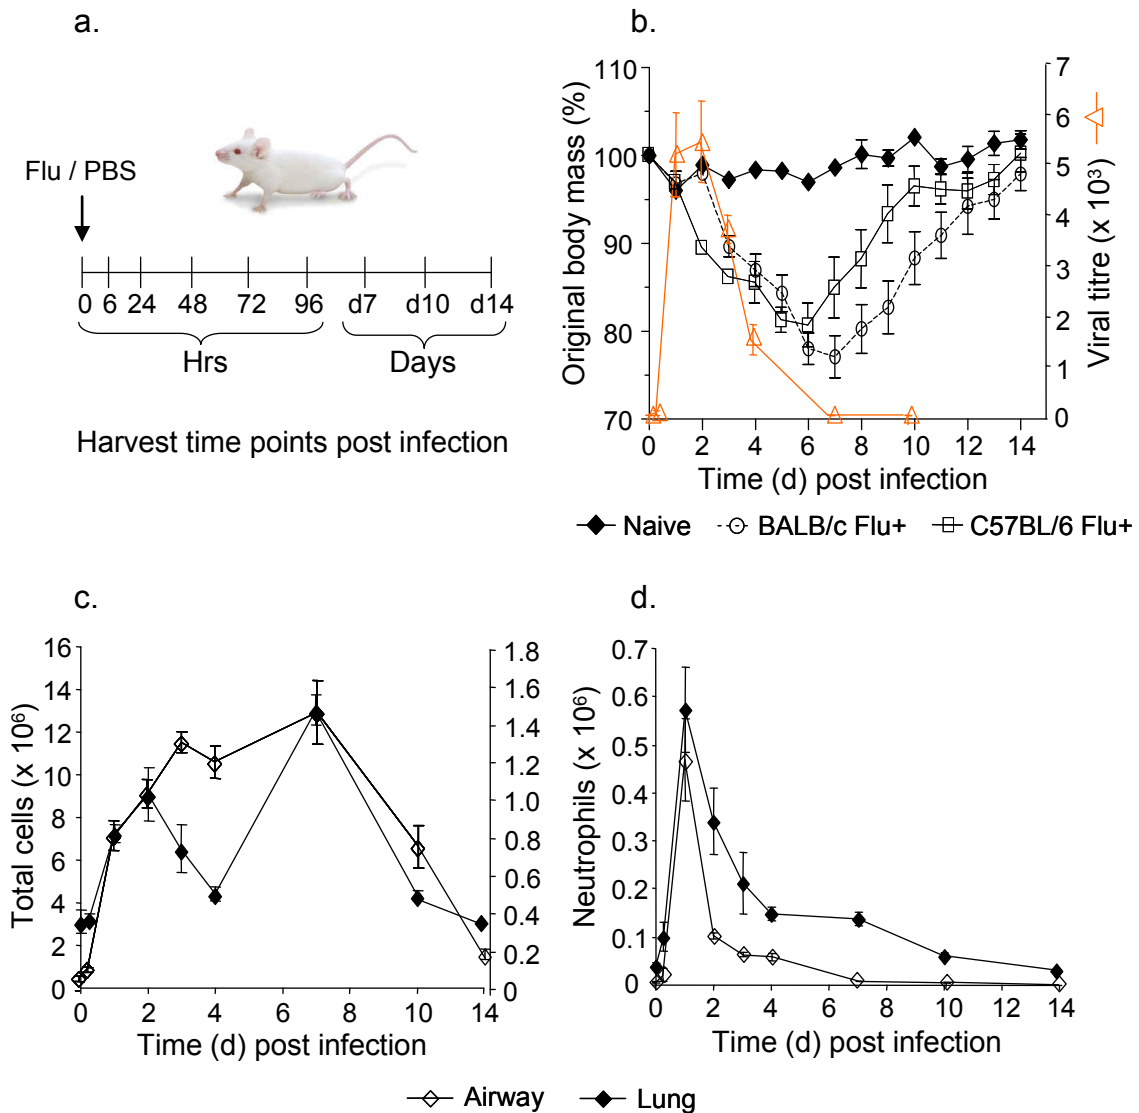 a.
Flu / PBS
0 6 24 48 72 96 d7 d10 d14
Hrs Days
Harvest time points post infection
b.
Original body mass (%)
110
100
90
80
70
7
6
5
4
3
2
1
0
Viral titre (x 10³)
0 2 4 6 8 10 12 14
Time (d) post infection
Naive BALB/c Flu+ C57BL/6 Flu+
c.
Total cells (x 10⁶)
16
14
12
10
8
6
4
2
0
1.8
1.6
1.4
1.2
1.0
0.8
0.6
0.4
0.2
0
0 2 4 6 8 10 12 14
Time (d) post infection
d.
Neutrophils (x 10⁶)
0.7
0.6
0.5
0.4
0.3
0.2
0.1
0
0 2 4 6 8 10 12 14
Time (d) post infection
Airway Lung